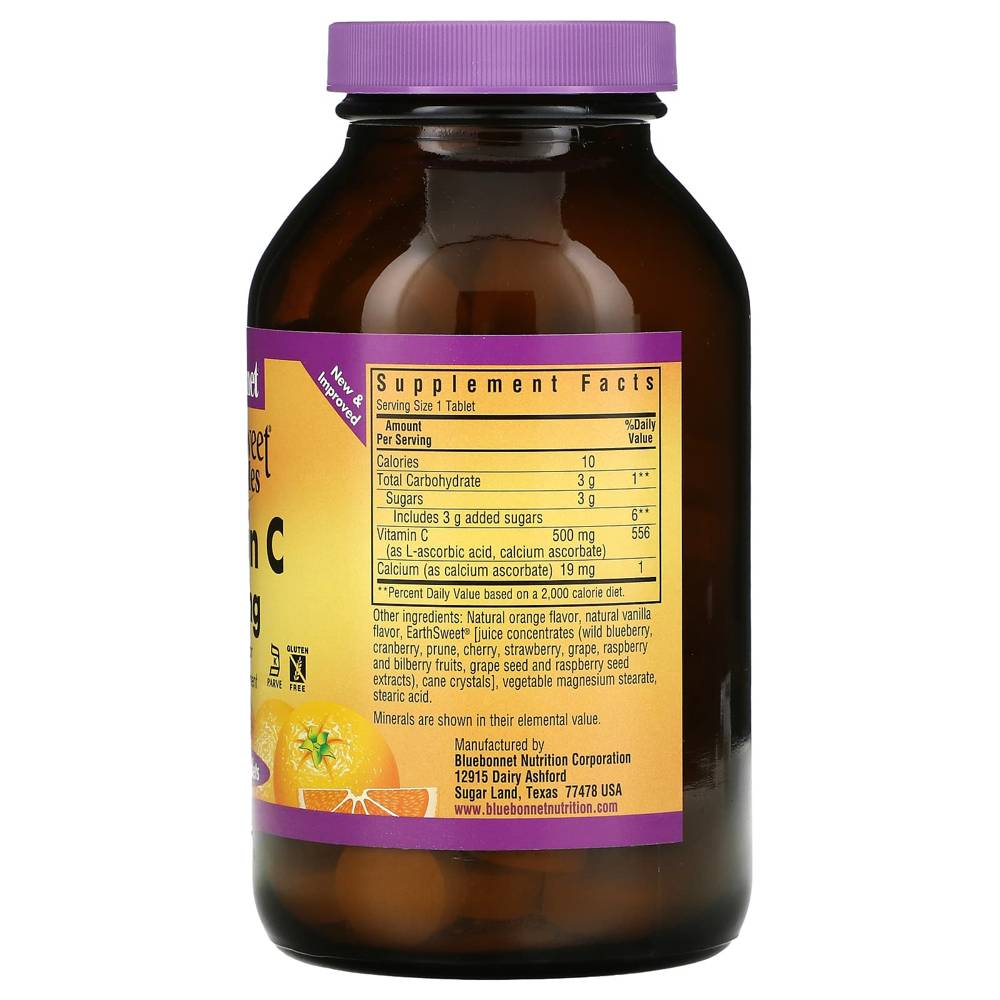 New &
Improved
Supplement Facts
Serving Size 1 Tablet
Amount
Per Serving
%Daily
Value
Calories 10
Total Carbohydrate 3 g 1**
Sugars 3 g
Includes 3 g added sugars 6**
Vitamin C 500 mg 556
(as L-ascorbic acid, calcium ascorbate)
Calcium (as calcium ascorbate) 19 mg 1
**Percent Daily Value based on a 2,000 calorie diet.
Other ingredients: Natural orange flavor, natural vanilla
flavor, EarthSweet® [juice concentrates (wild blueberry,
cranberry, prune, cherry, strawberry, grape, raspberry
and bilberry fruits, grape seed and raspberry seed
extracts), cane crystals], vegetable magnesium stearate,
stearic acid.
Minerals are shown in their elemental value.
Manufactured by
Bluebonnet Nutrition Corporation
12915 Dairy Ashford
Sugar Land, Texas 77478 USA
www.bluebonnetnutrition.com
C
K
PARVE
GLUTEN
FREE